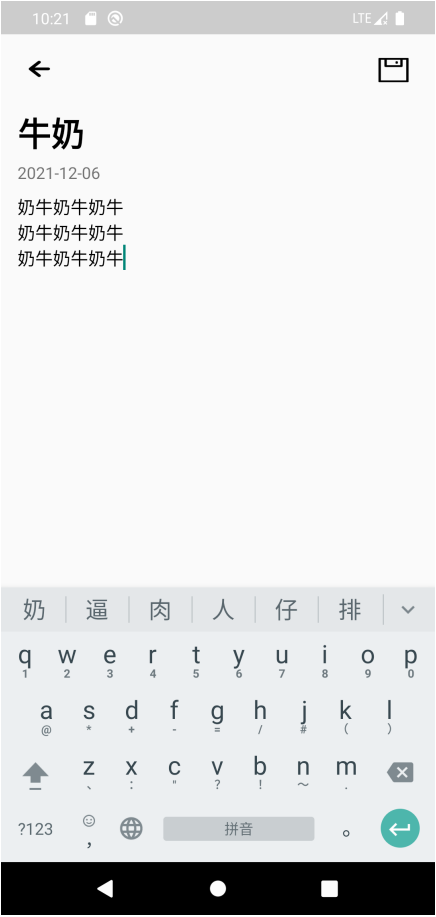 10:21 LTE
牛奶
2021-12-06
奶牛奶牛奶牛
奶牛奶牛奶牛
奶牛奶牛奶牛
奶 逼 肉 人 仔 排
q w e r t y u i o p
1 2 3 4 5 6 7 8 9 0
a s d f g h j k l
@ * + - = / # ( )
z x c v b n m
、 : " ? ! ～ .
?123 , 拼音 。